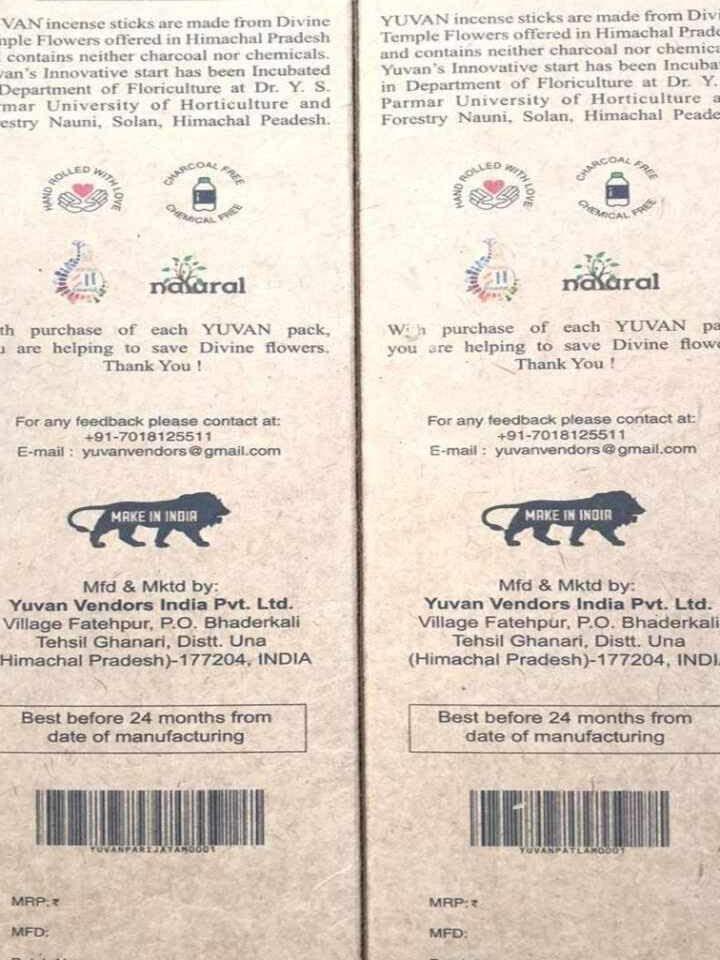 VAN incense sticks are made from Divine
mple Flowers offered in Himachal Pradesh
contains neither charcoal nor chemicals.
van's Innovative start has been Incubated
Department of Floriculture at Dr. Y. S.
mar University of Horticulture and
estry Nauni, Solan, Himachal Peadesh.
HAND ROLLED WITH LOVE
CHARCOAL FREE
CHEMICAL FREE
natural
th purchase of each YUVAN pack,
u are helping to save Divine flowers.
Thank You !
For any feedback please contact at:
+91-7018125511
E-mail : yuvanvendors@gmail.com
MAKE IN INDIA
Mfd & Mktd by:
Yuvan Vendors India Pvt. Ltd.
Village Fatehpur, P.O. Bhaderkali
Tehsil Ghanari, Distt. Una
Himachal Pradesh)-177204, INDIA
Best before 24 months from
date of manufacturing
YUVANPARIJAYAM0001
MRP: ₹
MFD:
YUVAN incense sticks are made from Divi
Temple Flowers offered in Himachal Prade
and contains neither charcoal nor chemica
Yuvan's Innovative start has been Incuba
in Department of Floriculture at Dr. Y.
Parmar University of Horticulture a
Forestry Nauni, Solan, Himachal Peade
HAND ROLLED WITH LOVE
CHARCOAL FREE
CHEMICAL FREE
natural
With purchase of each YUVAN pa
you are helping to save Divine flowe
Thank You !
For any feedback please contact at:
+91-7018125511
E-mail : yuvanvendors@gmail.com
MAKE IN INDIA
Mfd & Mktd by:
Yuvan Vendors India Pvt. Ltd.
Village Fatehpur, P.O. Bhaderkali
Tehsil Ghanari, Distt. Una
(Himachal Pradesh)-177204, INDI
Best before 24 months from
date of manufacturing
YUVANPATLAM0001
MRP: ₹
MFD: